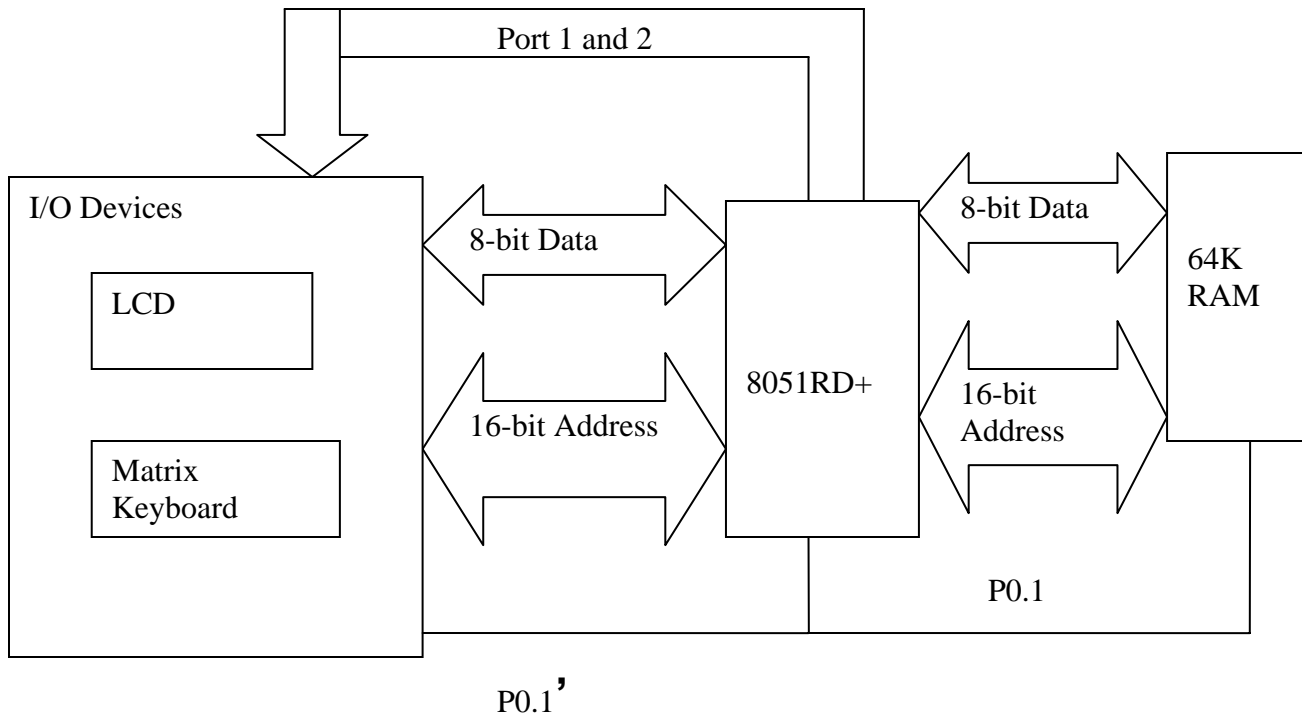 Port 1 and 2
I/O Devices
LCD
Matrix
Keyboard
8-bit Data
16-bit Address
8051RD+
8-bit Data
16-bit
Address
64K
RAM
P0.1
P0.1’